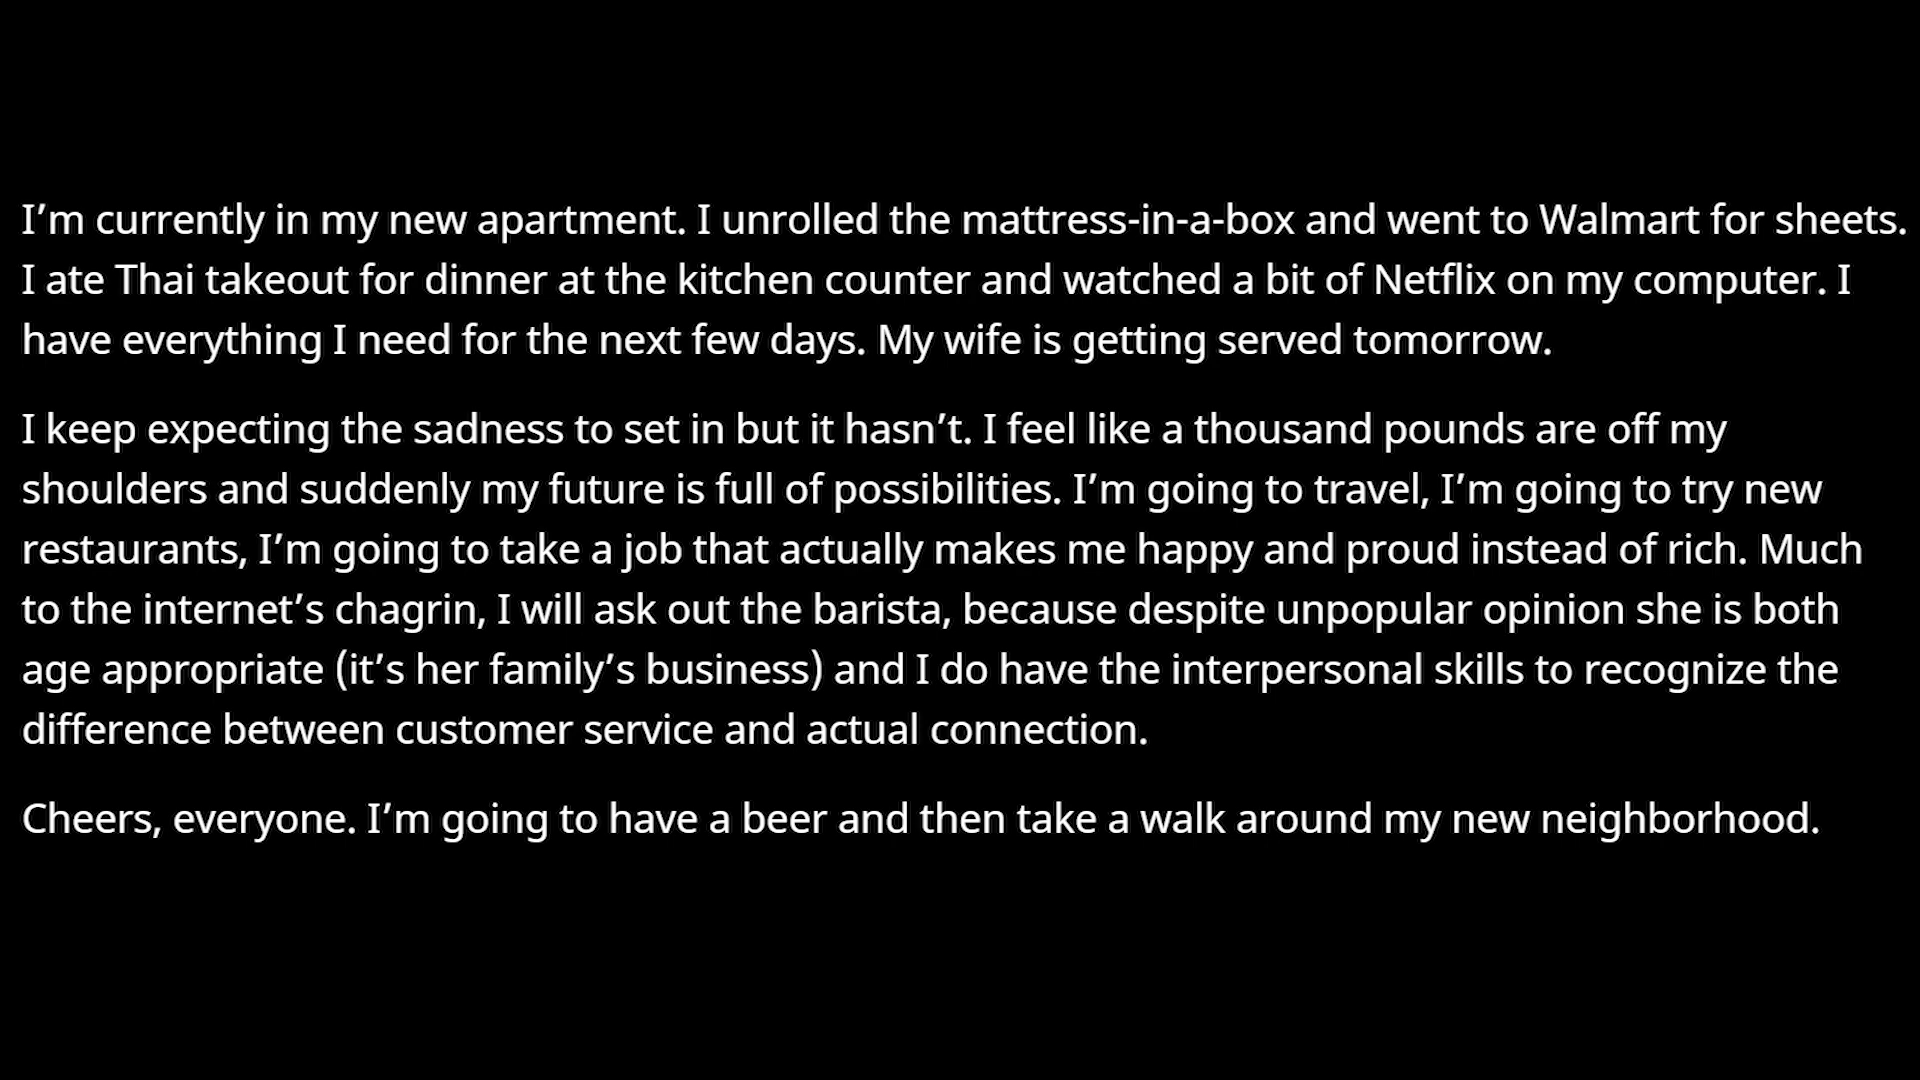 I’m currently in my new apartment. I unrolled the mattress-in-a-box and went to Walmart for sheets.
I ate Thai takeout for dinner at the kitchen counter and watched a bit of Netflix on my computer. I
have everything I need for the next few days. My wife is getting served tomorrow.
I keep expecting the sadness to set in but it hasn’t. I feel like a thousand pounds are off my
shoulders and suddenly my future is full of possibilities. I’m going to travel, I’m going to try new
restaurants, I’m going to take a job that actually makes me happy and proud instead of rich. Much
to the internet’s chagrin, I will ask out the barista, because despite unpopular opinion she is both
age appropriate (it’s her family’s business) and I do have the interpersonal skills to recognize the
difference between customer service and actual connection.
Cheers, everyone. I’m going to have a beer and then take a walk around my new neighborhood.